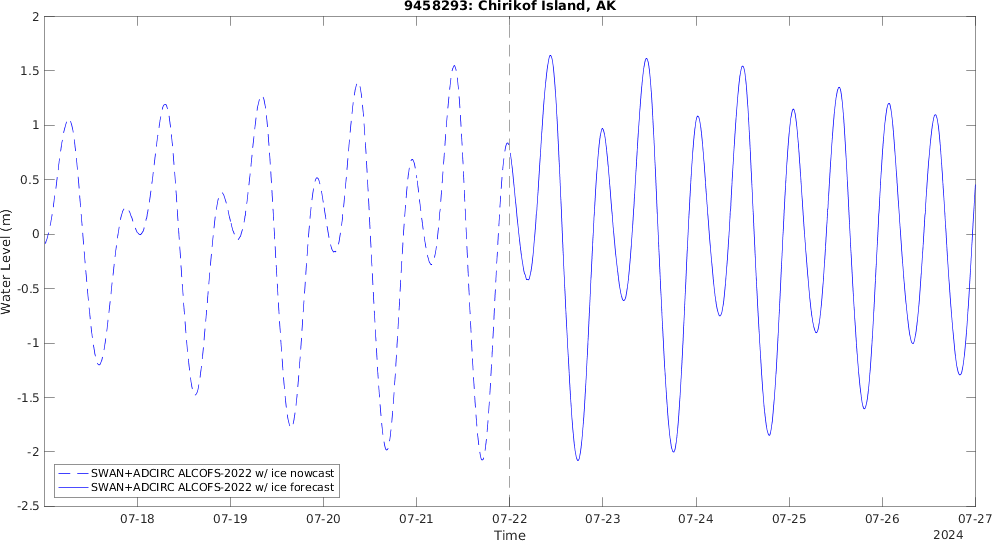 9458293: Chirikof Island, AK
2
1.5
1
0.5
0
-0.5
-1
-1.5
-2
-2.5
Water Level (m)
SWAN+ADCIRC ALCOFS-2022 w/ ice nowcast
SWAN+ADCIRC ALCOFS-2022 w/ ice forecast
07-18 07-19 07-20 07-21 07-22 07-23 07-24 07-25 07-26 07-27
Time
2024